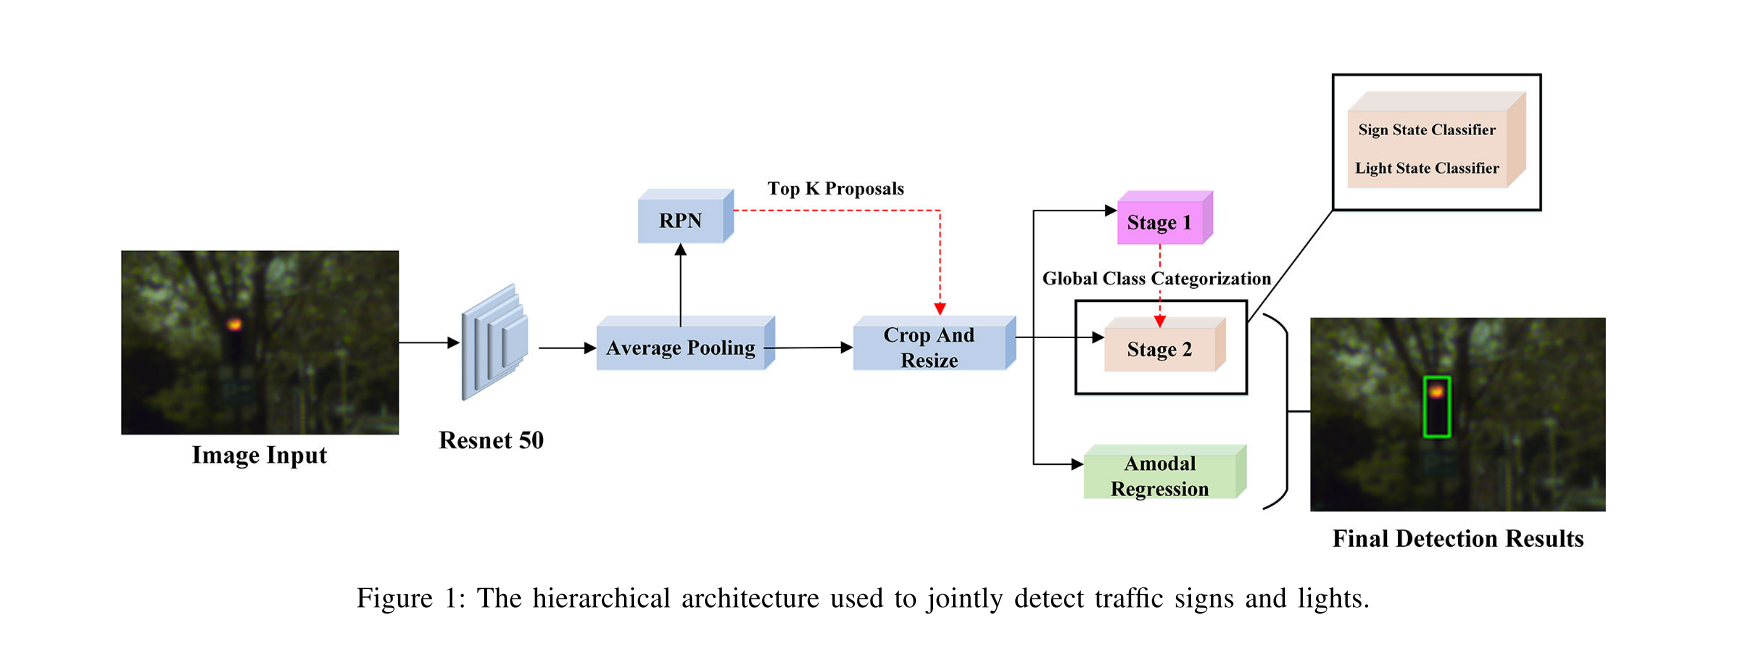 Image Input
Resnet 50
RPN
Top K Proposals
Average Pooling
Crop And
Resize
Stage 1
Global Class Categorization
Stage 2
Amodal
Regression
Sign State Classifier
Light State Classifier
Final Detection Results
Figure 1: The hierarchical architecture used to jointly detect traffic signs and lights.